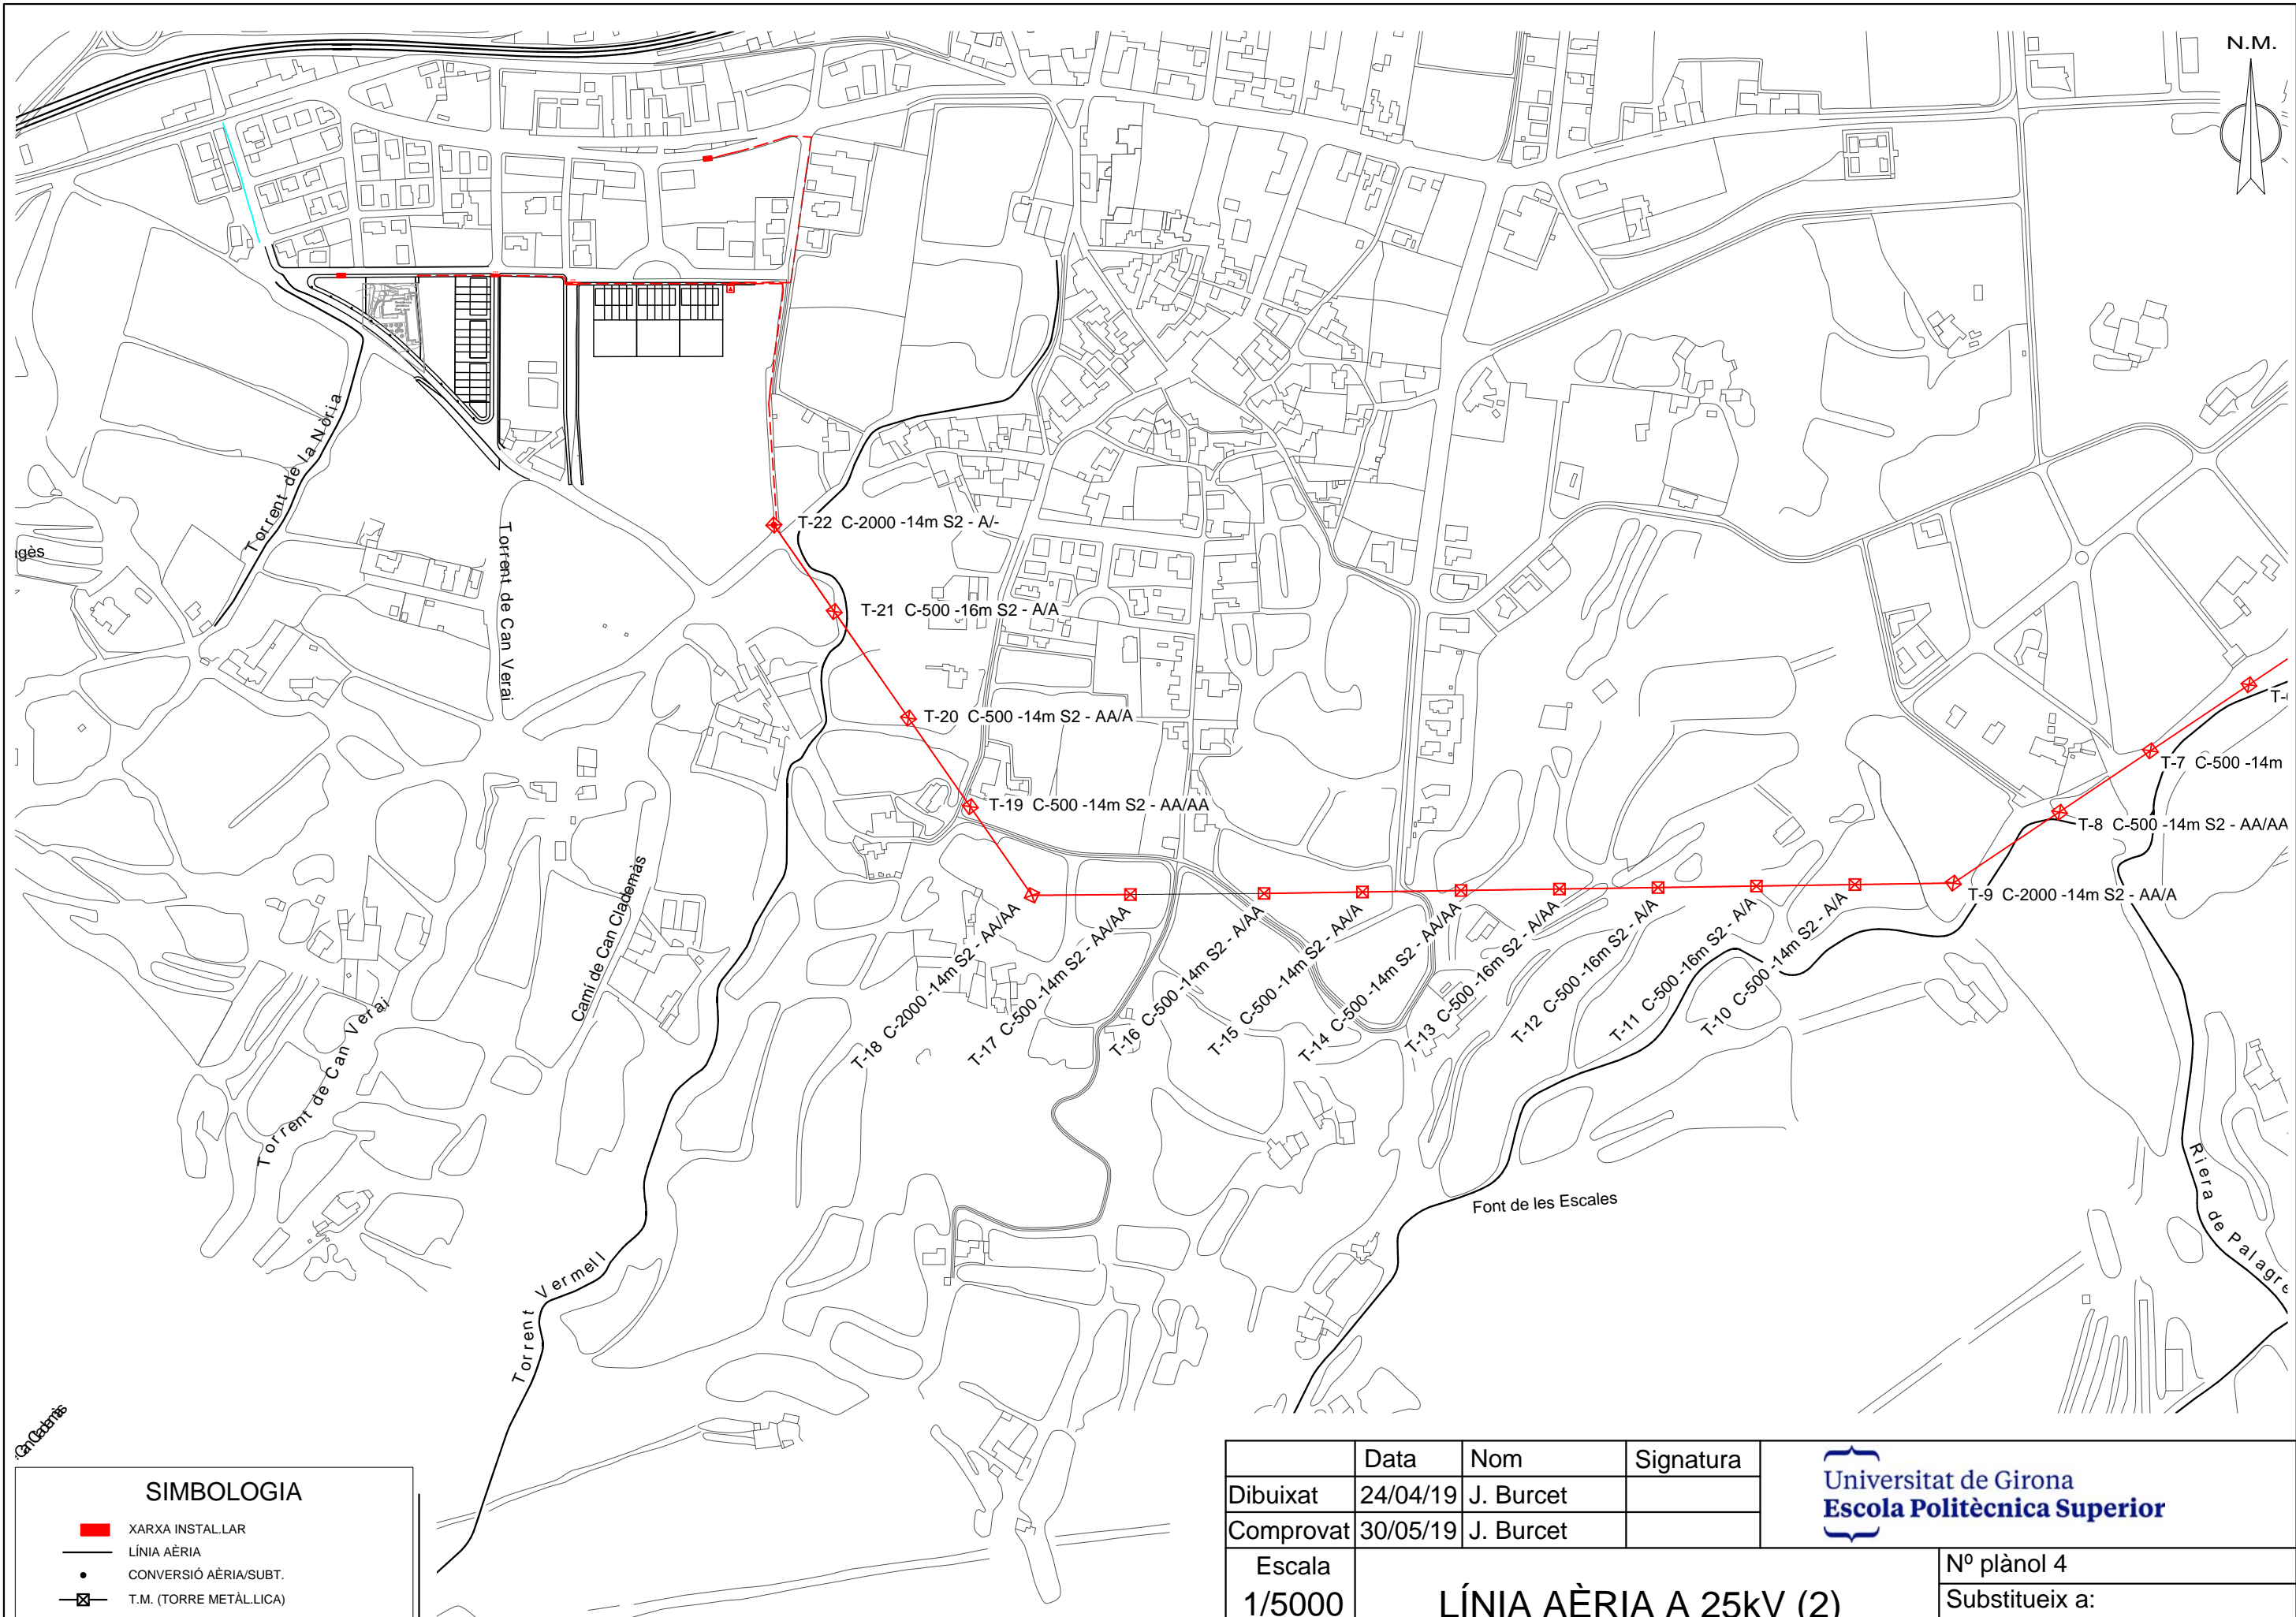 N.M.
Torrent de la Nòria
Torrent de Can Verai
T-22 C-2000 -14m S2 - A/-
T-21 C-500 -16m S2 - A/A
T-20 C-500 -14m S2 - AA/A
T-19 C-500 -14m S2 - AA/AA
T-18 C-2000 -14m S2 - AA/AA
T-17 C-500 -14m S2 - AA/AA
T-16 C-500 -14m S2 - A/AA
T-15 C-500 -14m S2 - AA/A
T-14 C-500 -14m S2 - AA/AA
T-13 C-500 -16m S2 - A/AA
T-12 C-500 -16m S2 - A/A
T-11 C-500 -16m S2 - A/A
T-10 C-500 -14m S2 - A/A
T-9 C-2000 -14m S2 - AA/A
T-8 C-500 -14m S2 - AA/AA
T-7 C-500 -14m
Camí de Can Clademàs
Torrent de Can Verai
Torrent Vermell
Font de les Escales
Riera de Palagre
SIMBOLOGIA
XARXA INSTAL.LAR
LÍNIA AÈRIA
CONVERSIÓ AÈRIA/SUBT.
T.M. (TORRE METÀL.LICA)
Data Nom Signatura
Dibuixat 24/04/19 J. Burcet
Comprovat 30/05/19 J. Burcet
Universitat de Girona
Escola Politècnica Superior
Escala
1/5000
LÍNIA AÈRIA A 25kV (2)
Nº plànol 4
Substitueix a: